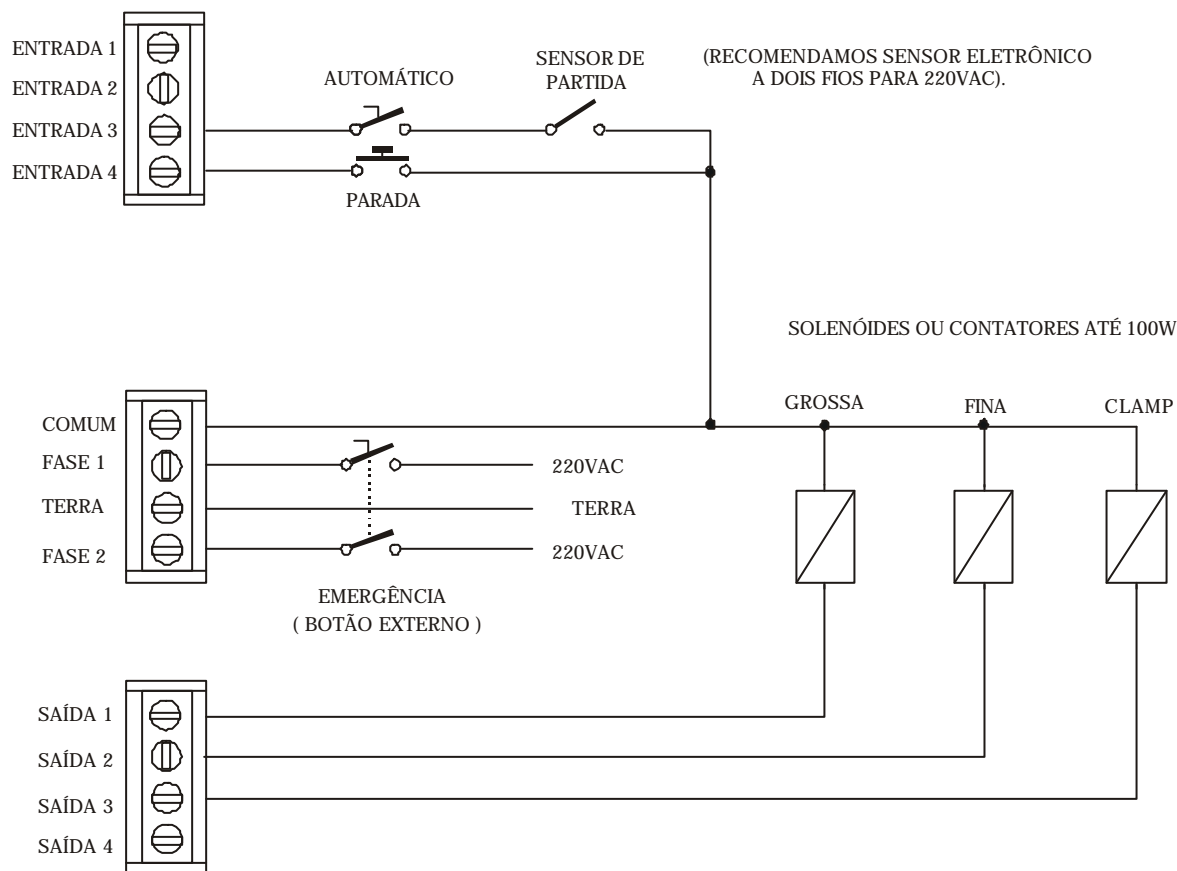 ENTRADA 1
ENTRADA 2
ENTRADA 3
ENTRADA 4
AUTOMÁTICO
SENSOR DE
PARTIDA
(RECOMENDAMOS SENSOR ELETRÔNICO
A DOIS FIOS PARA 220VAC).
PARADA
SOLENÓIDES OU CONTATORES ATÉ 100W
COMUM
FASE 1
TERRA
FASE 2
220VAC
TERRA
220VAC
EMERGÊNCIA
( BOTÃO EXTERNO )
GROSSA
FINA
CLAMP
SAÍDA 1
SAÍDA 2
SAÍDA 3
SAÍDA 4